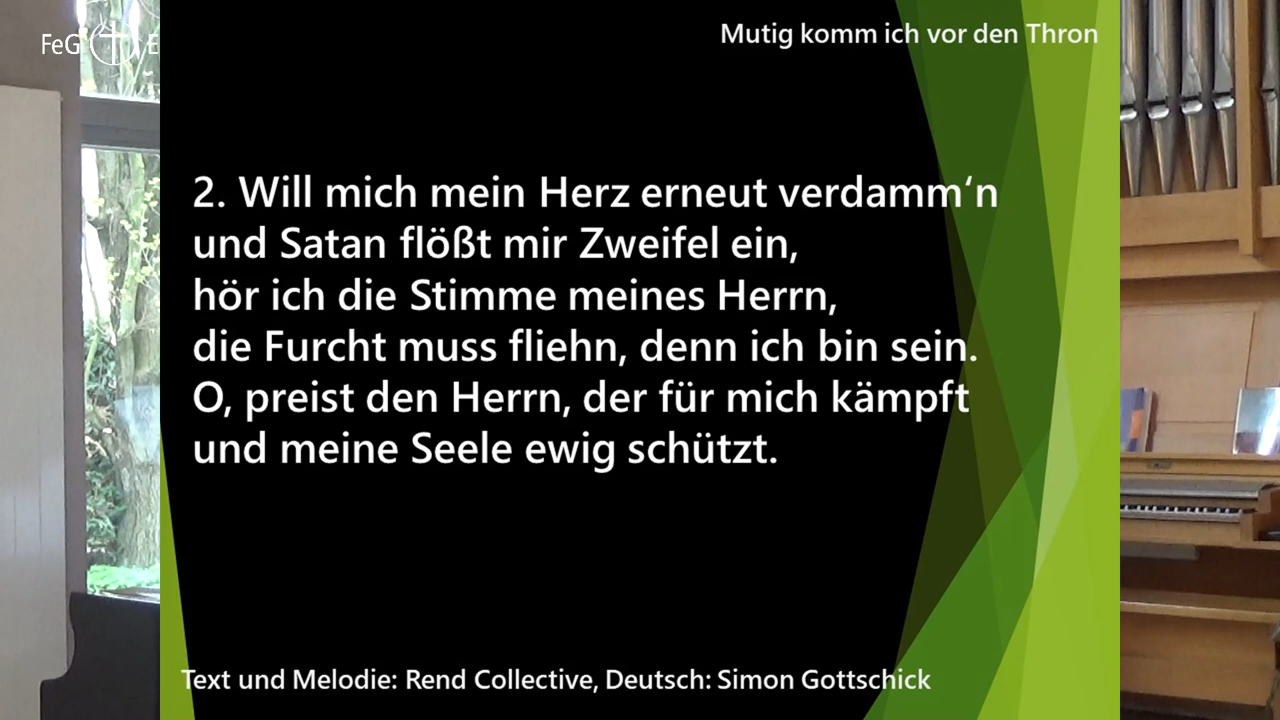 FeG E
Mutig komm ich vor den Thron
2. Will mich mein Herz erneut verdamm‘n
und Satan flößt mir Zweifel ein,
hör ich die Stimme meines Herrn,
die Furcht muss fliehn, denn ich bin sein.
O, preist den Herrn, der für mich kämpft
und meine Seele ewig schützt.
Text und Melodie: Rend Collective, Deutsch: Simon Gottschick